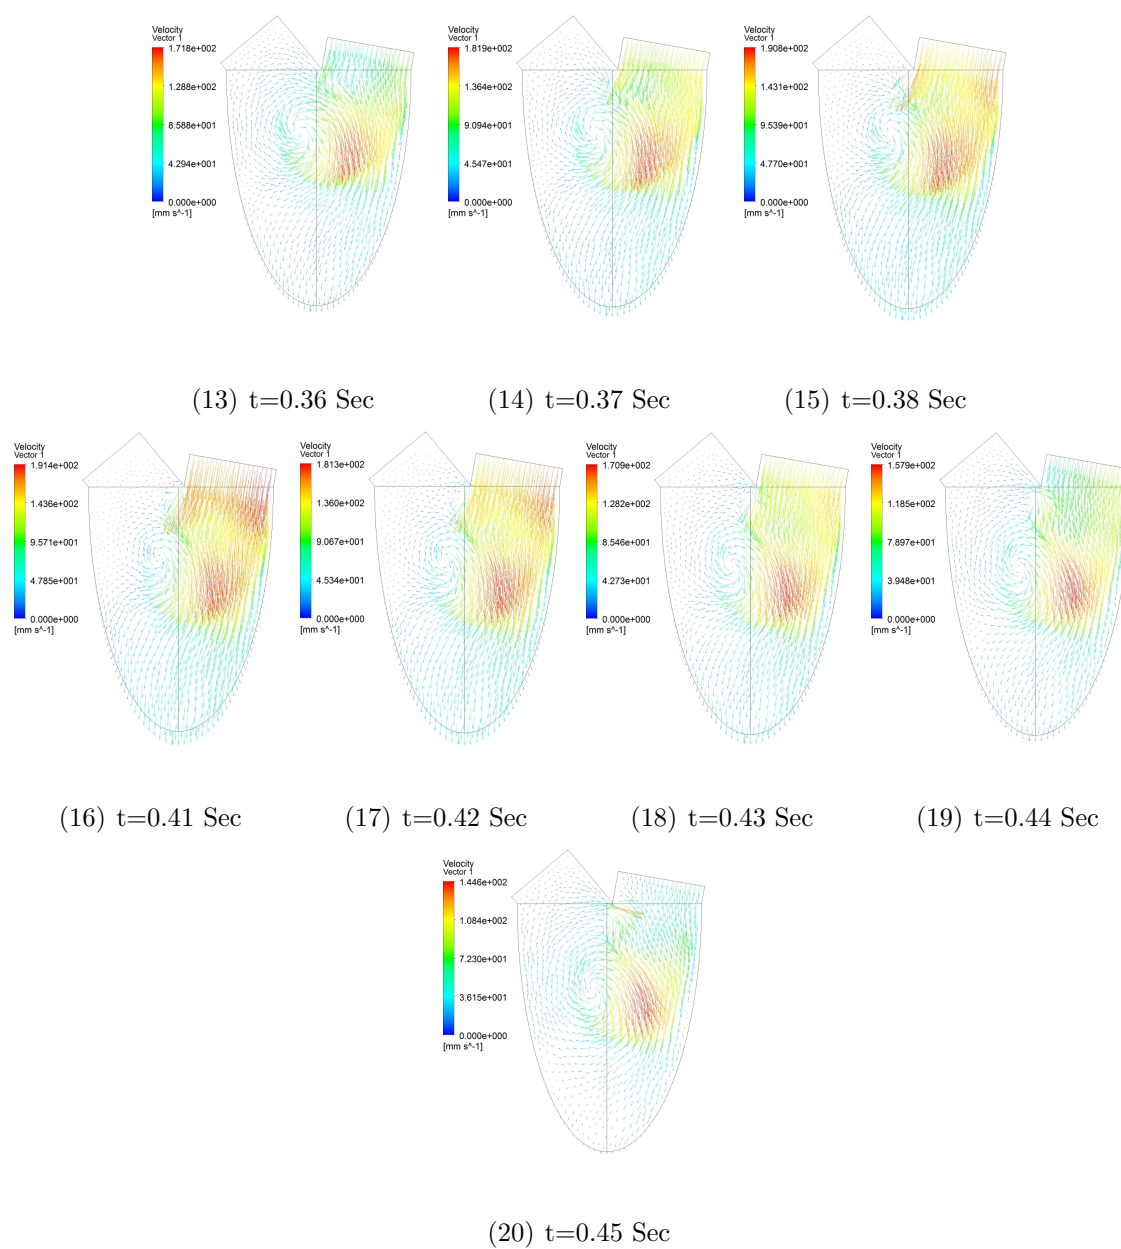 Velocity
Vector 1
1.718e+002
1.288e+002
8.588e+001
4.294e+001
0.000e+000
[mm s^-1]
Velocity
Vector 1
1.819e+002
1.364e+002
9.094e+001
4.547e+001
0.000e+000
[mm s^-1]
Velocity
Vector 1
1.908e+002
1.431e+002
9.539e+001
4.770e+001
0.000e+000
[mm s^-1]
(13) t=0.36 Sec
(14) t=0.37 Sec
(15) t=0.38 Sec
Velocity
Vector 1
1.914e+002
1.436e+002
9.571e+001
4.785e+001
0.000e+000
[mm s^-1]
Velocity
Vector 1
1.813e+002
1.360e+002
9.067e+001
4.534e+001
0.000e+000
[mm s^-1]
Velocity
Vector 1
1.709e+002
1.282e+002
8.546e+001
4.273e+001
0.000e+000
[mm s^-1]
Velocity
Vector 1
1.579e+002
1.185e+002
7.897e+001
3.948e+001
0.000e+000
[mm s^-1]
(16) t=0.41 Sec
(17) t=0.42 Sec
(18) t=0.43 Sec
(19) t=0.44 Sec
Velocity
Vector 1
1.446e+002
1.084e+002
7.230e+001
3.615e+001
0.000e+000
[mm s^-1]
(20) t=0.45 Sec